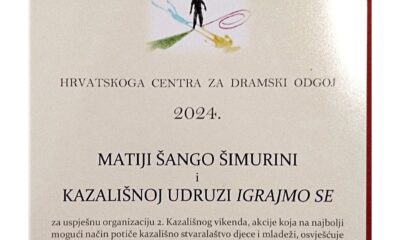 HRVATSKOGA CENTRA ZA DRAMSKI ODGOJ
2024.
MATIJI ŠANGO ŠIMURINI
i
KAZALIŠNOJ UDRUZI IGRAJMO SE
za uspješnu organizaciju 2. Kazališnog vikenda, akcije koja na najbolji
mogući način potiče kazališno stvaralaštvo djece i mladeži, osvješćuje